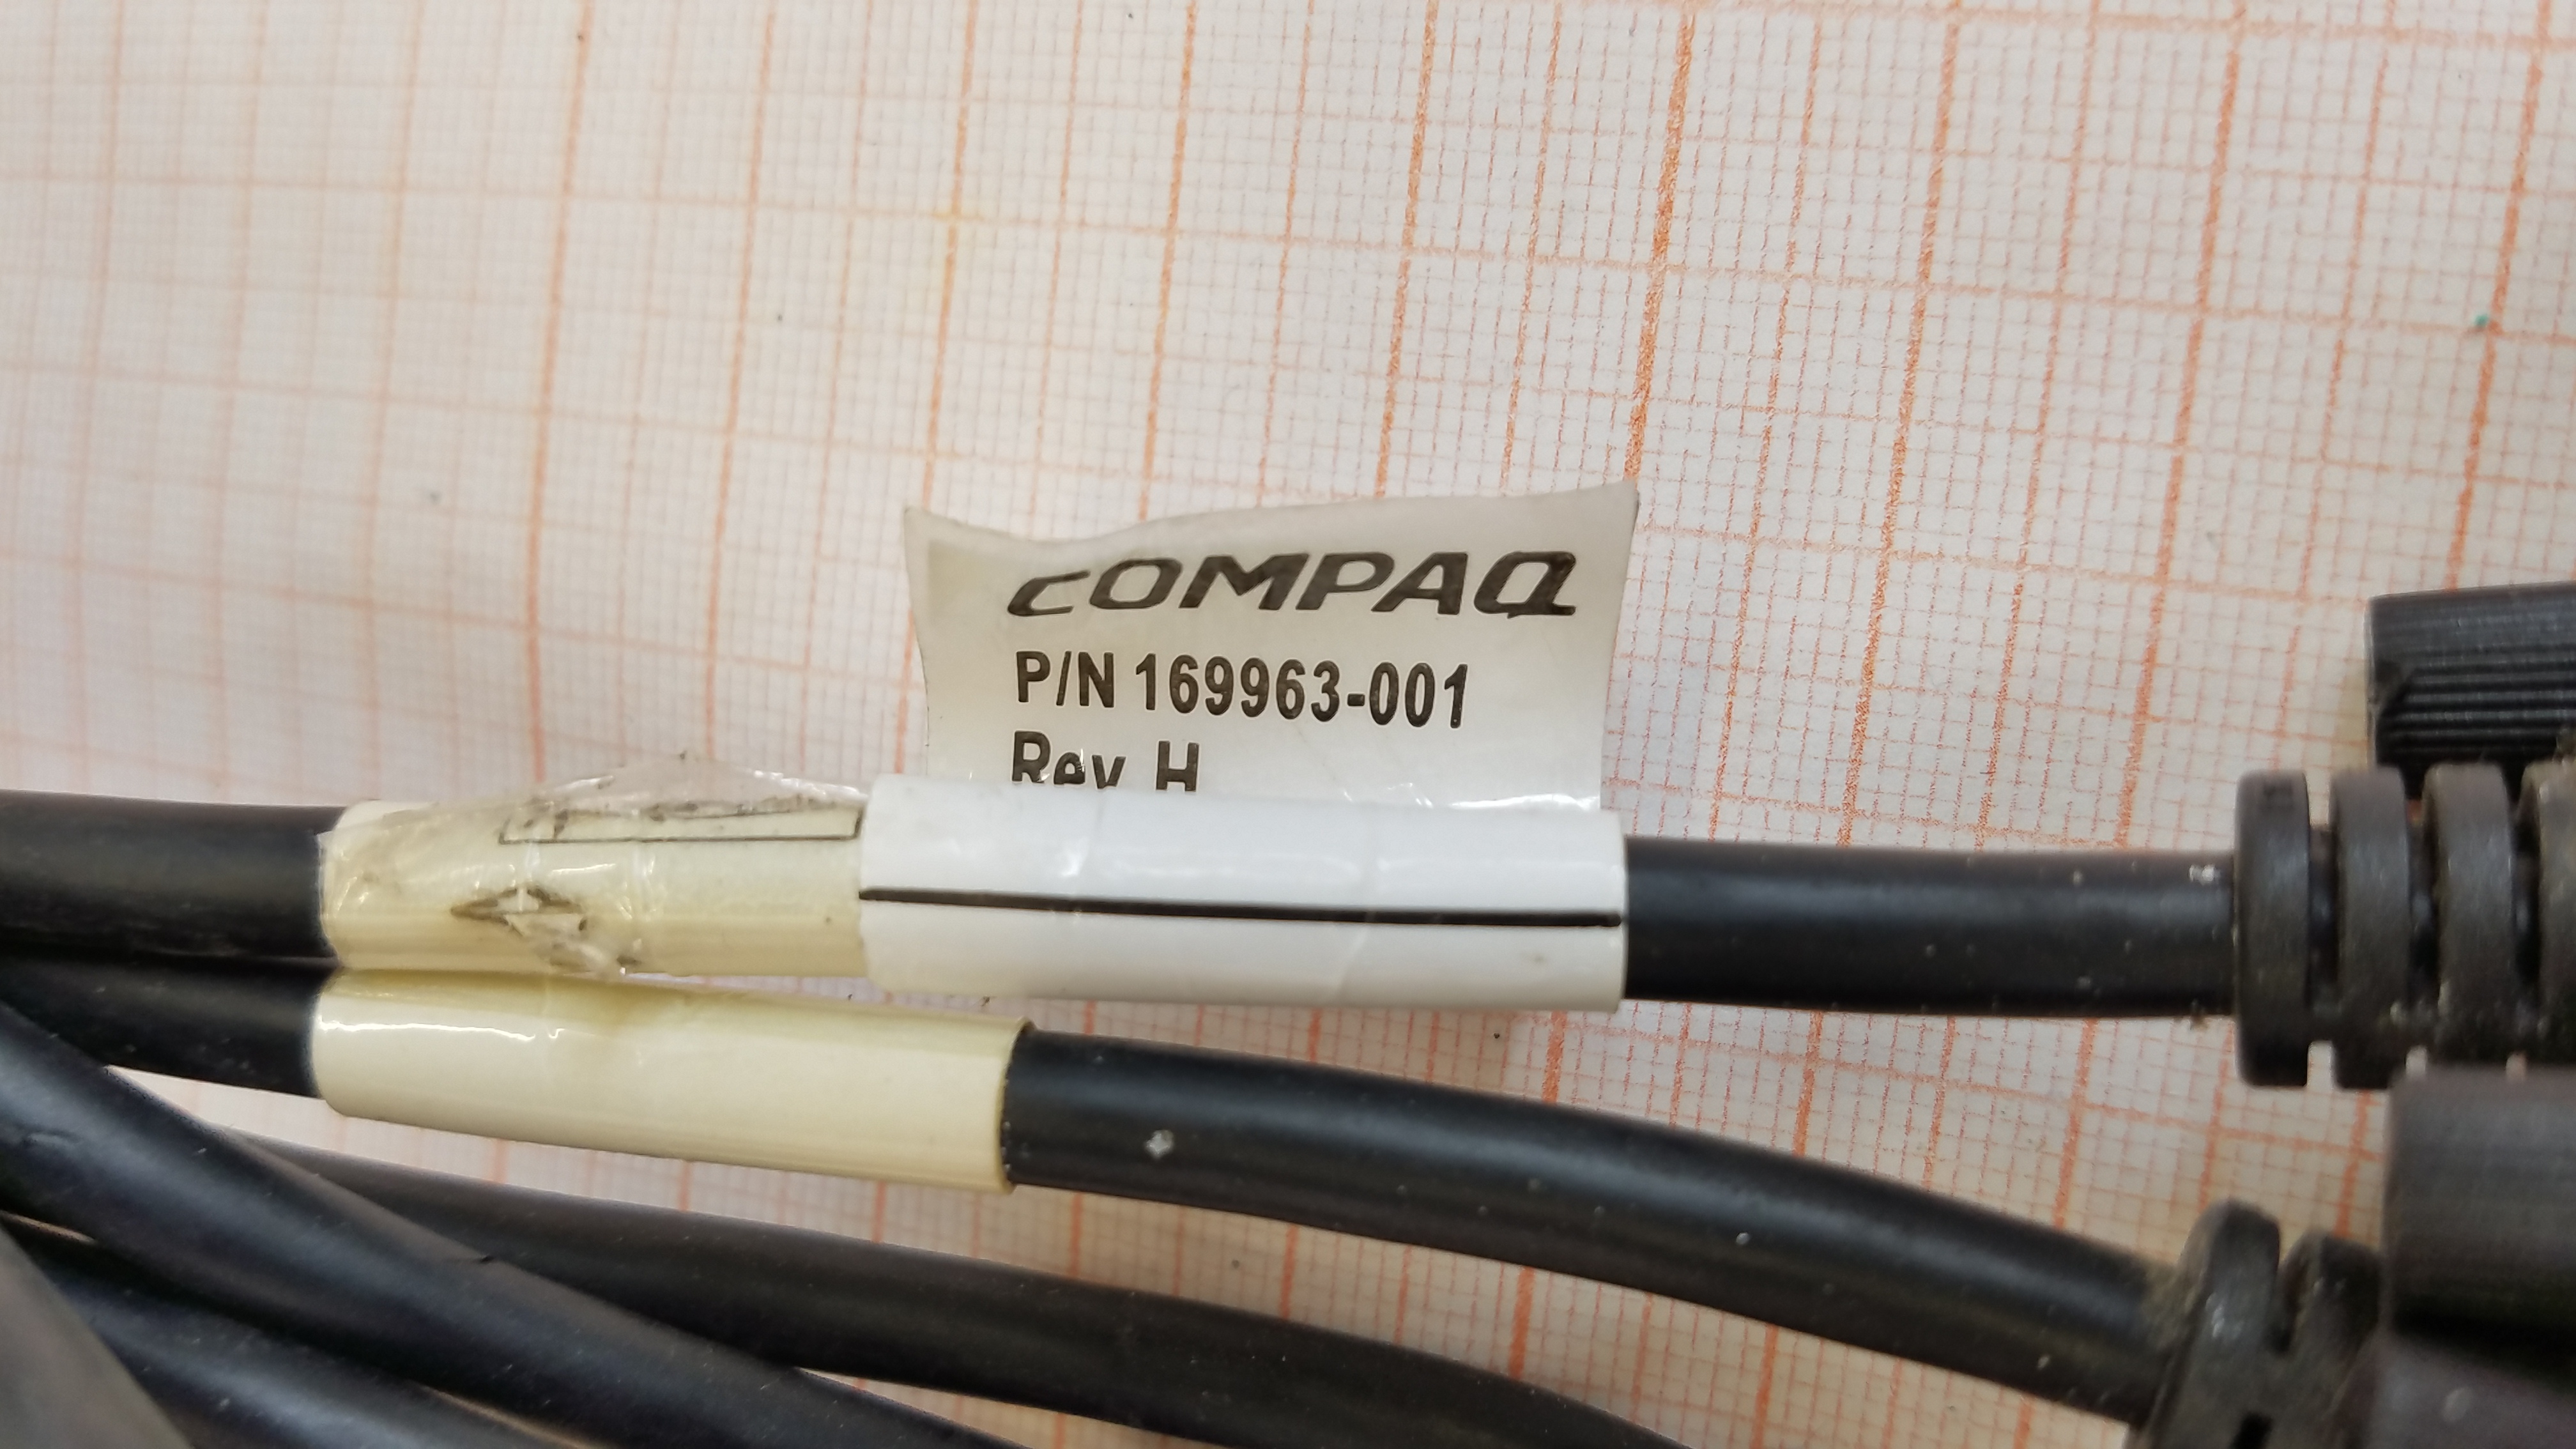 COMPAQ
P/N 169963-001
Rev H